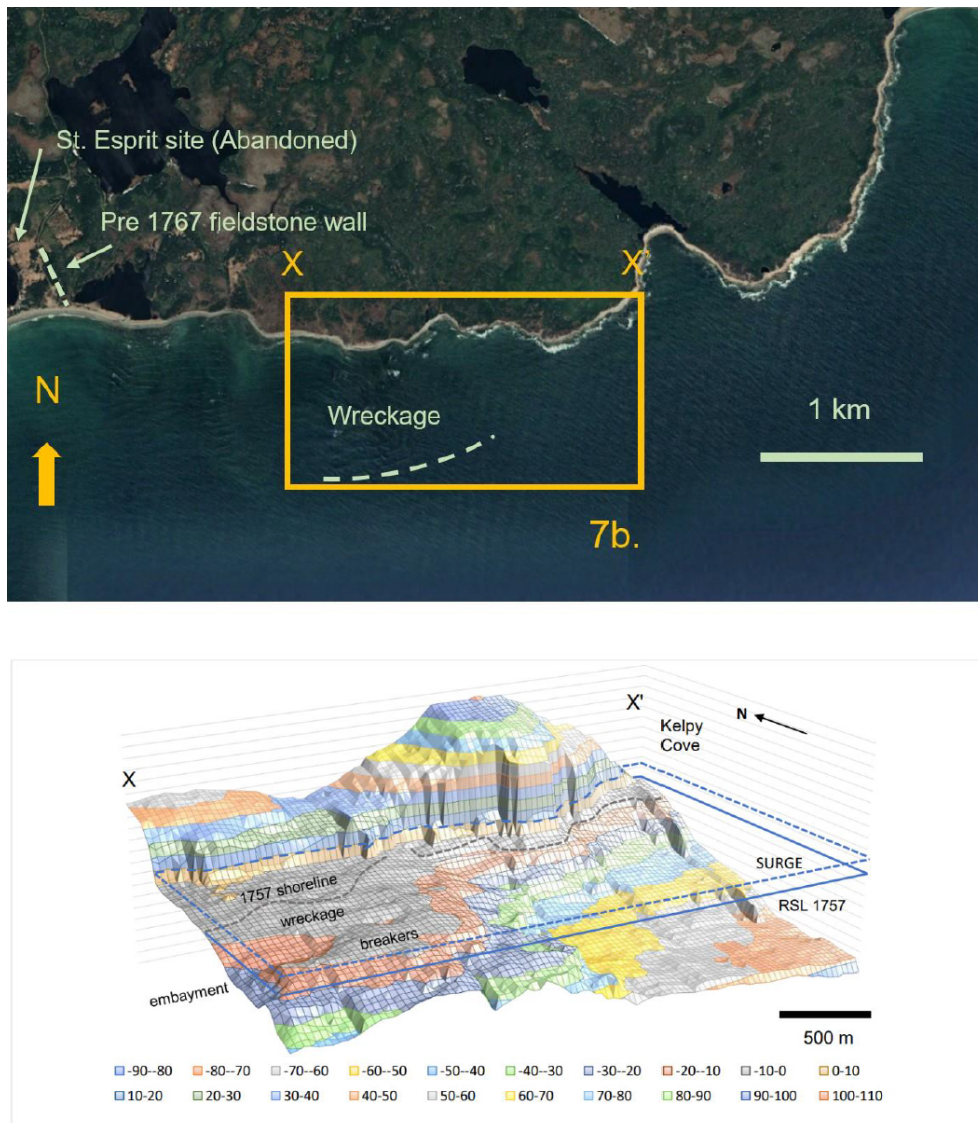 St. Esprit site (Abandoned)
Pre 1767 fieldstone wall
X X'
N
Wreckage
1 km
7b.
X'
N
Kelpy
Cove
X
SURGE
1757 shoreline
RSL 1757
wreckage
breakers
embayment
500 m
-90--80 -80--70 -70--60 -60--50 -50--40 -40--30 -30--20 -20--10 -10-0 0-10
10-20 20-30 30-40 40-50 50-60 60-70 70-80 80-90 90-100 100-110